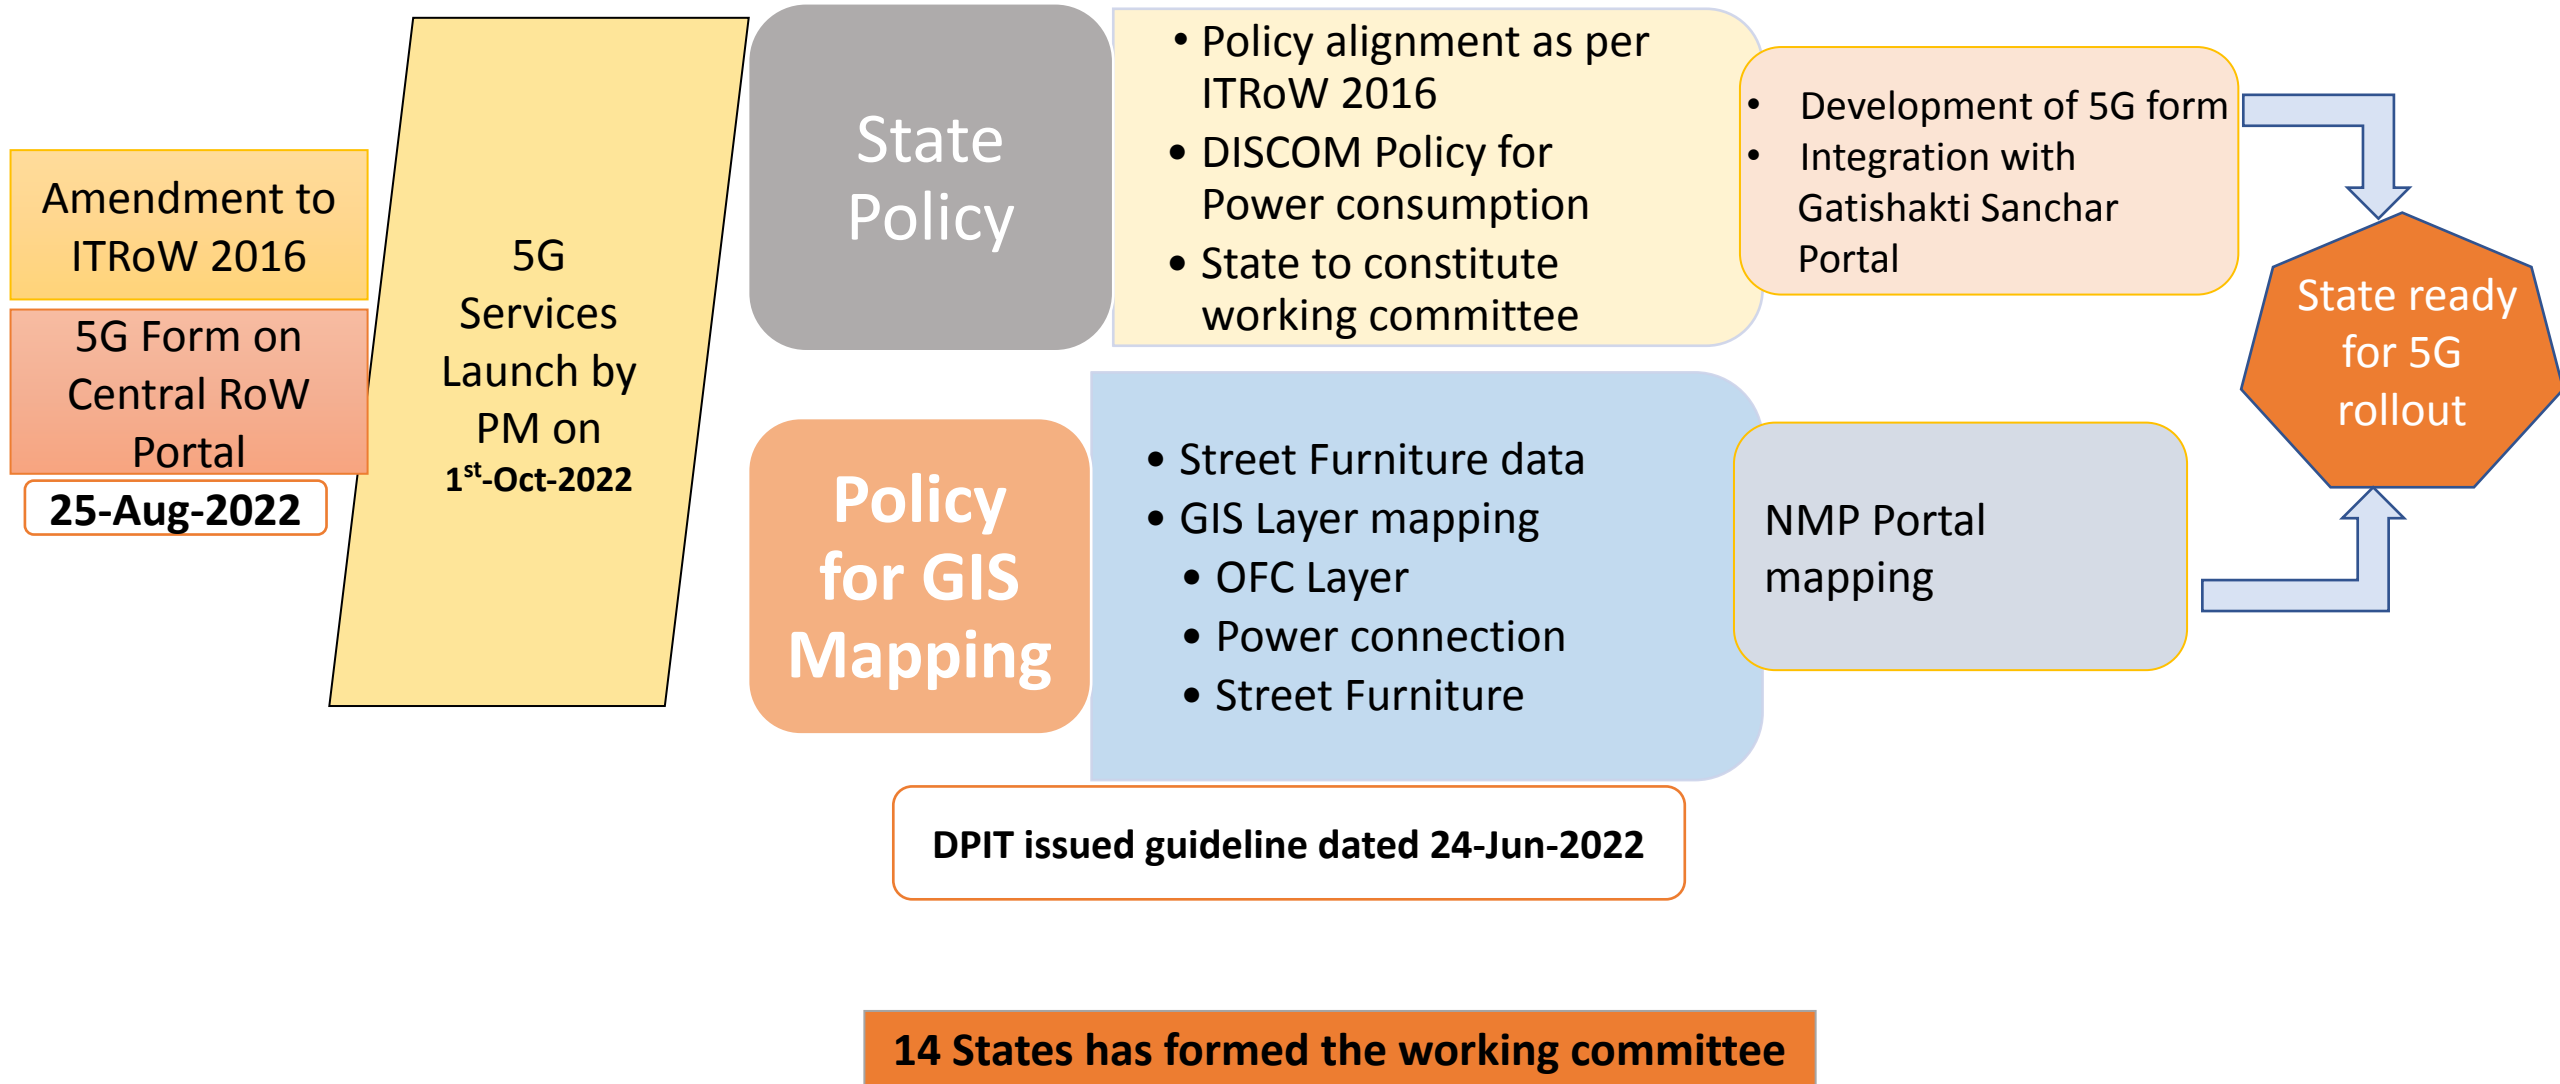 Amendment to
ITRoW 2016
5G Form on
Central RoW
Portal
25-Aug-2022
5G
Services
Launch by
PM on
1st-Oct-2022
State
Policy
• Policy alignment as per
ITRoW 2016
• DISCOM Policy for
Power consumption
• State to constitute
working committee
• Development of 5G form
• Integration with
Gatishakti Sanchar
Portal
Policy
for GIS
Mapping
• Street Furniture data
• GIS Layer mapping
• OFC Layer
• Power connection
• Street Furniture
NMP Portal
mapping
State ready
for 5G
rollout
DPIT issued guideline dated 24-Jun-2022
14 States has formed the working committee